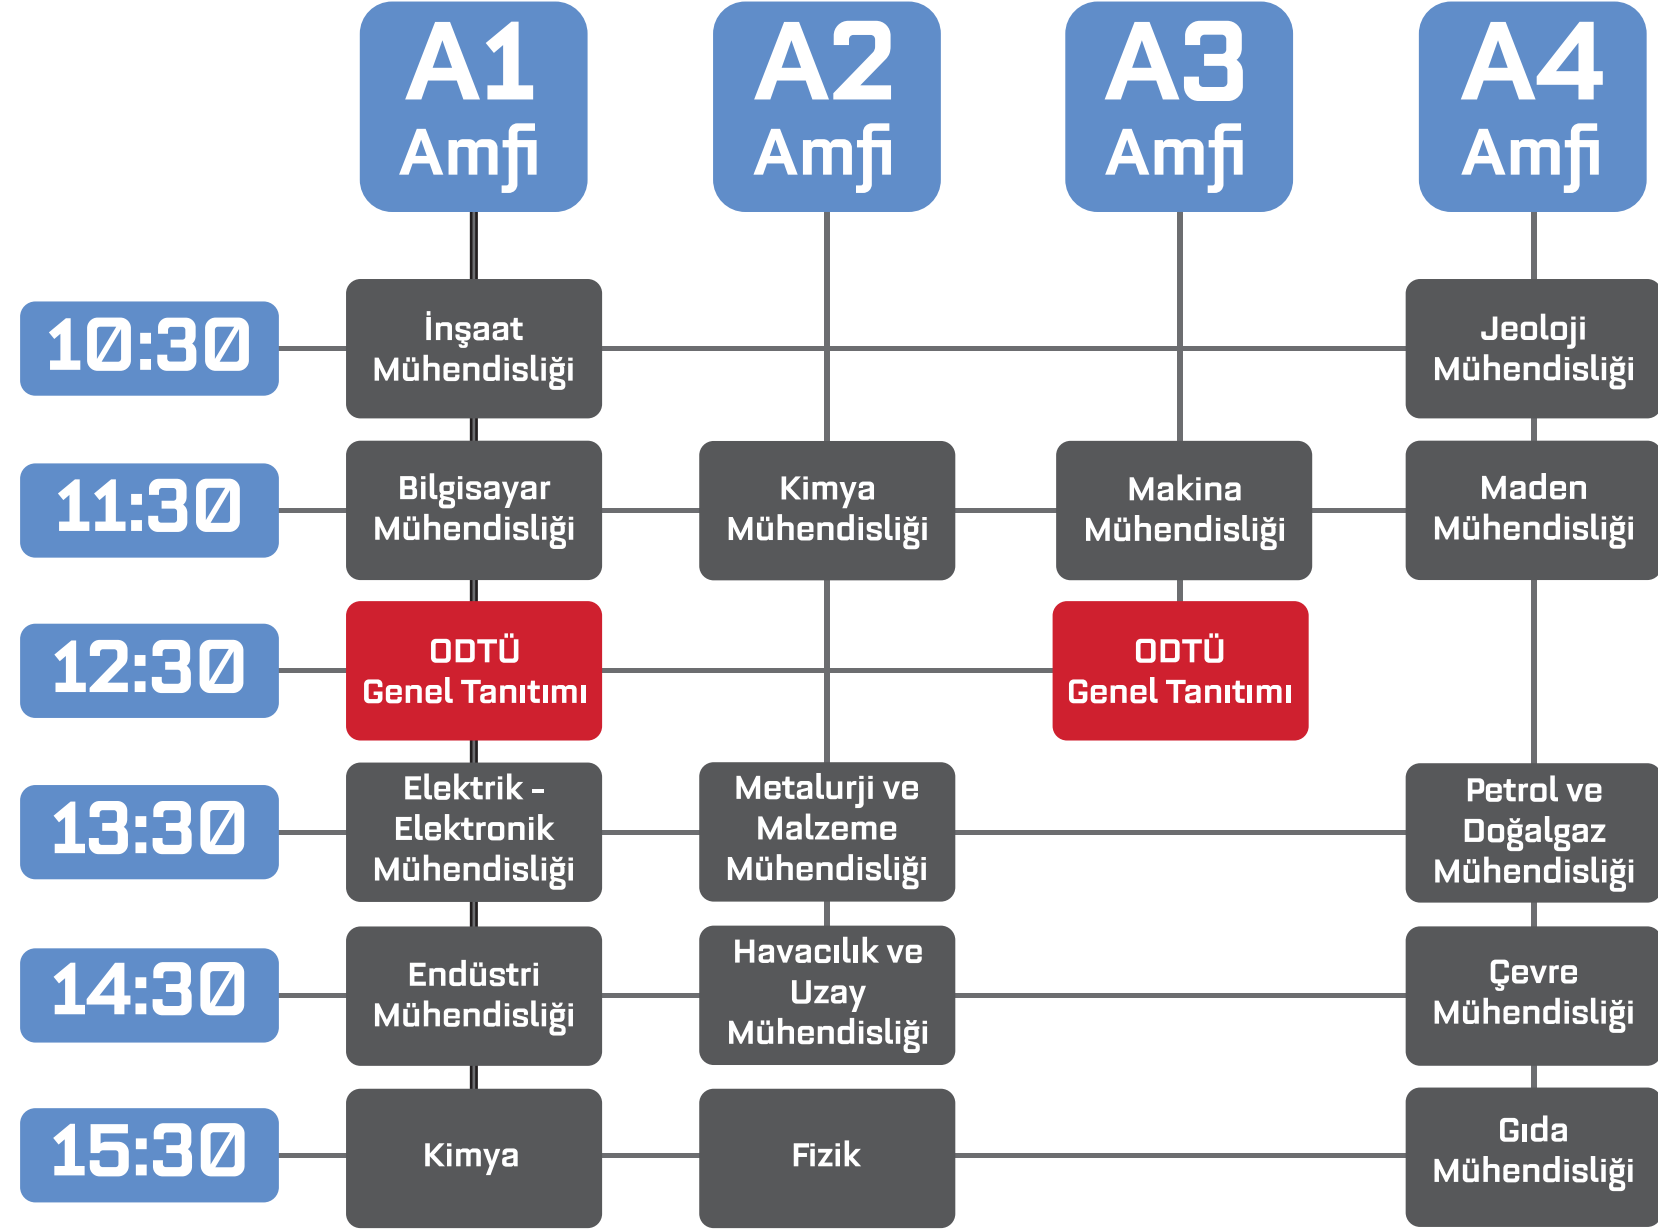 A1
Amfi
A2
Amfi
A3
Amfi
A4
Amfi
10:30
İnşaat
Mühendisliği
Jeoloji
Mühendisliği
11:30
Bilgisayar
Mühendisliği
Kimya
Mühendisliği
Makina
Mühendisliği
Maden
Mühendisliği
12:30
ODTÜ
Genel Tanıtımı
ODTÜ
Genel Tanıtımı
13:30
Elektrik -
Elektronik
Mühendisliği
Metalurji ve
Malzeme
Mühendisliği
Petrol ve
Doğalgaz
Mühendisliği
14:30
Endüstri
Mühendisliği
Havacılık ve
Uzay
Mühendisliği
Çevre
Mühendisliği
15:30
Kimya
Fizik
Gıda
Mühendisliği